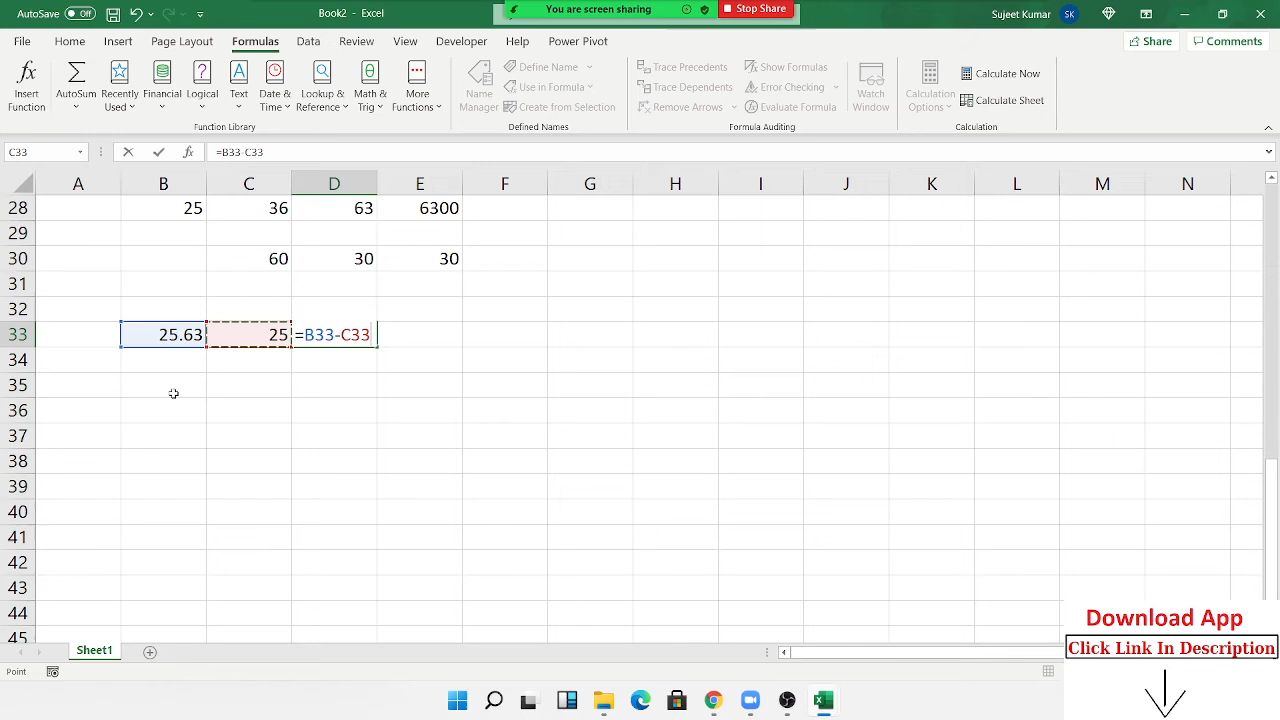 AutoSave Off
Book2 - Excel
You are screen sharing
Stop Share
Sujeet Kumar
SK
File Home Insert Page Layout Formulas Data Review View Developer Help Power Pivot
Share
Comments
Insert Function
AutoSum
Recently Used
Financial
Logical
Text
Date & Time
Lookup & Reference
Math & Trig
More Functions
Function Library
Name Manager
Define Name
Use in Formula
Create from Selection
Defined Names
Trace Precedents
Trace Dependents
Remove Arrows
Show Formulas
Error Checking
Evaluate Formula
Watch Window
Formula Auditing
Calculation Options
Calculate Now
Calculate Sheet
Calculation
C33
fx
=B33-C33
A B C D E F G H I J K L M N
28 25 36 63 6300
29
30 60 30 30
31
32
33 25.63 25 =B33-C33
34
35
36
37
38
39
40
41
42
43
44
45
Sheet1
Point
Download App
Click Link In Description